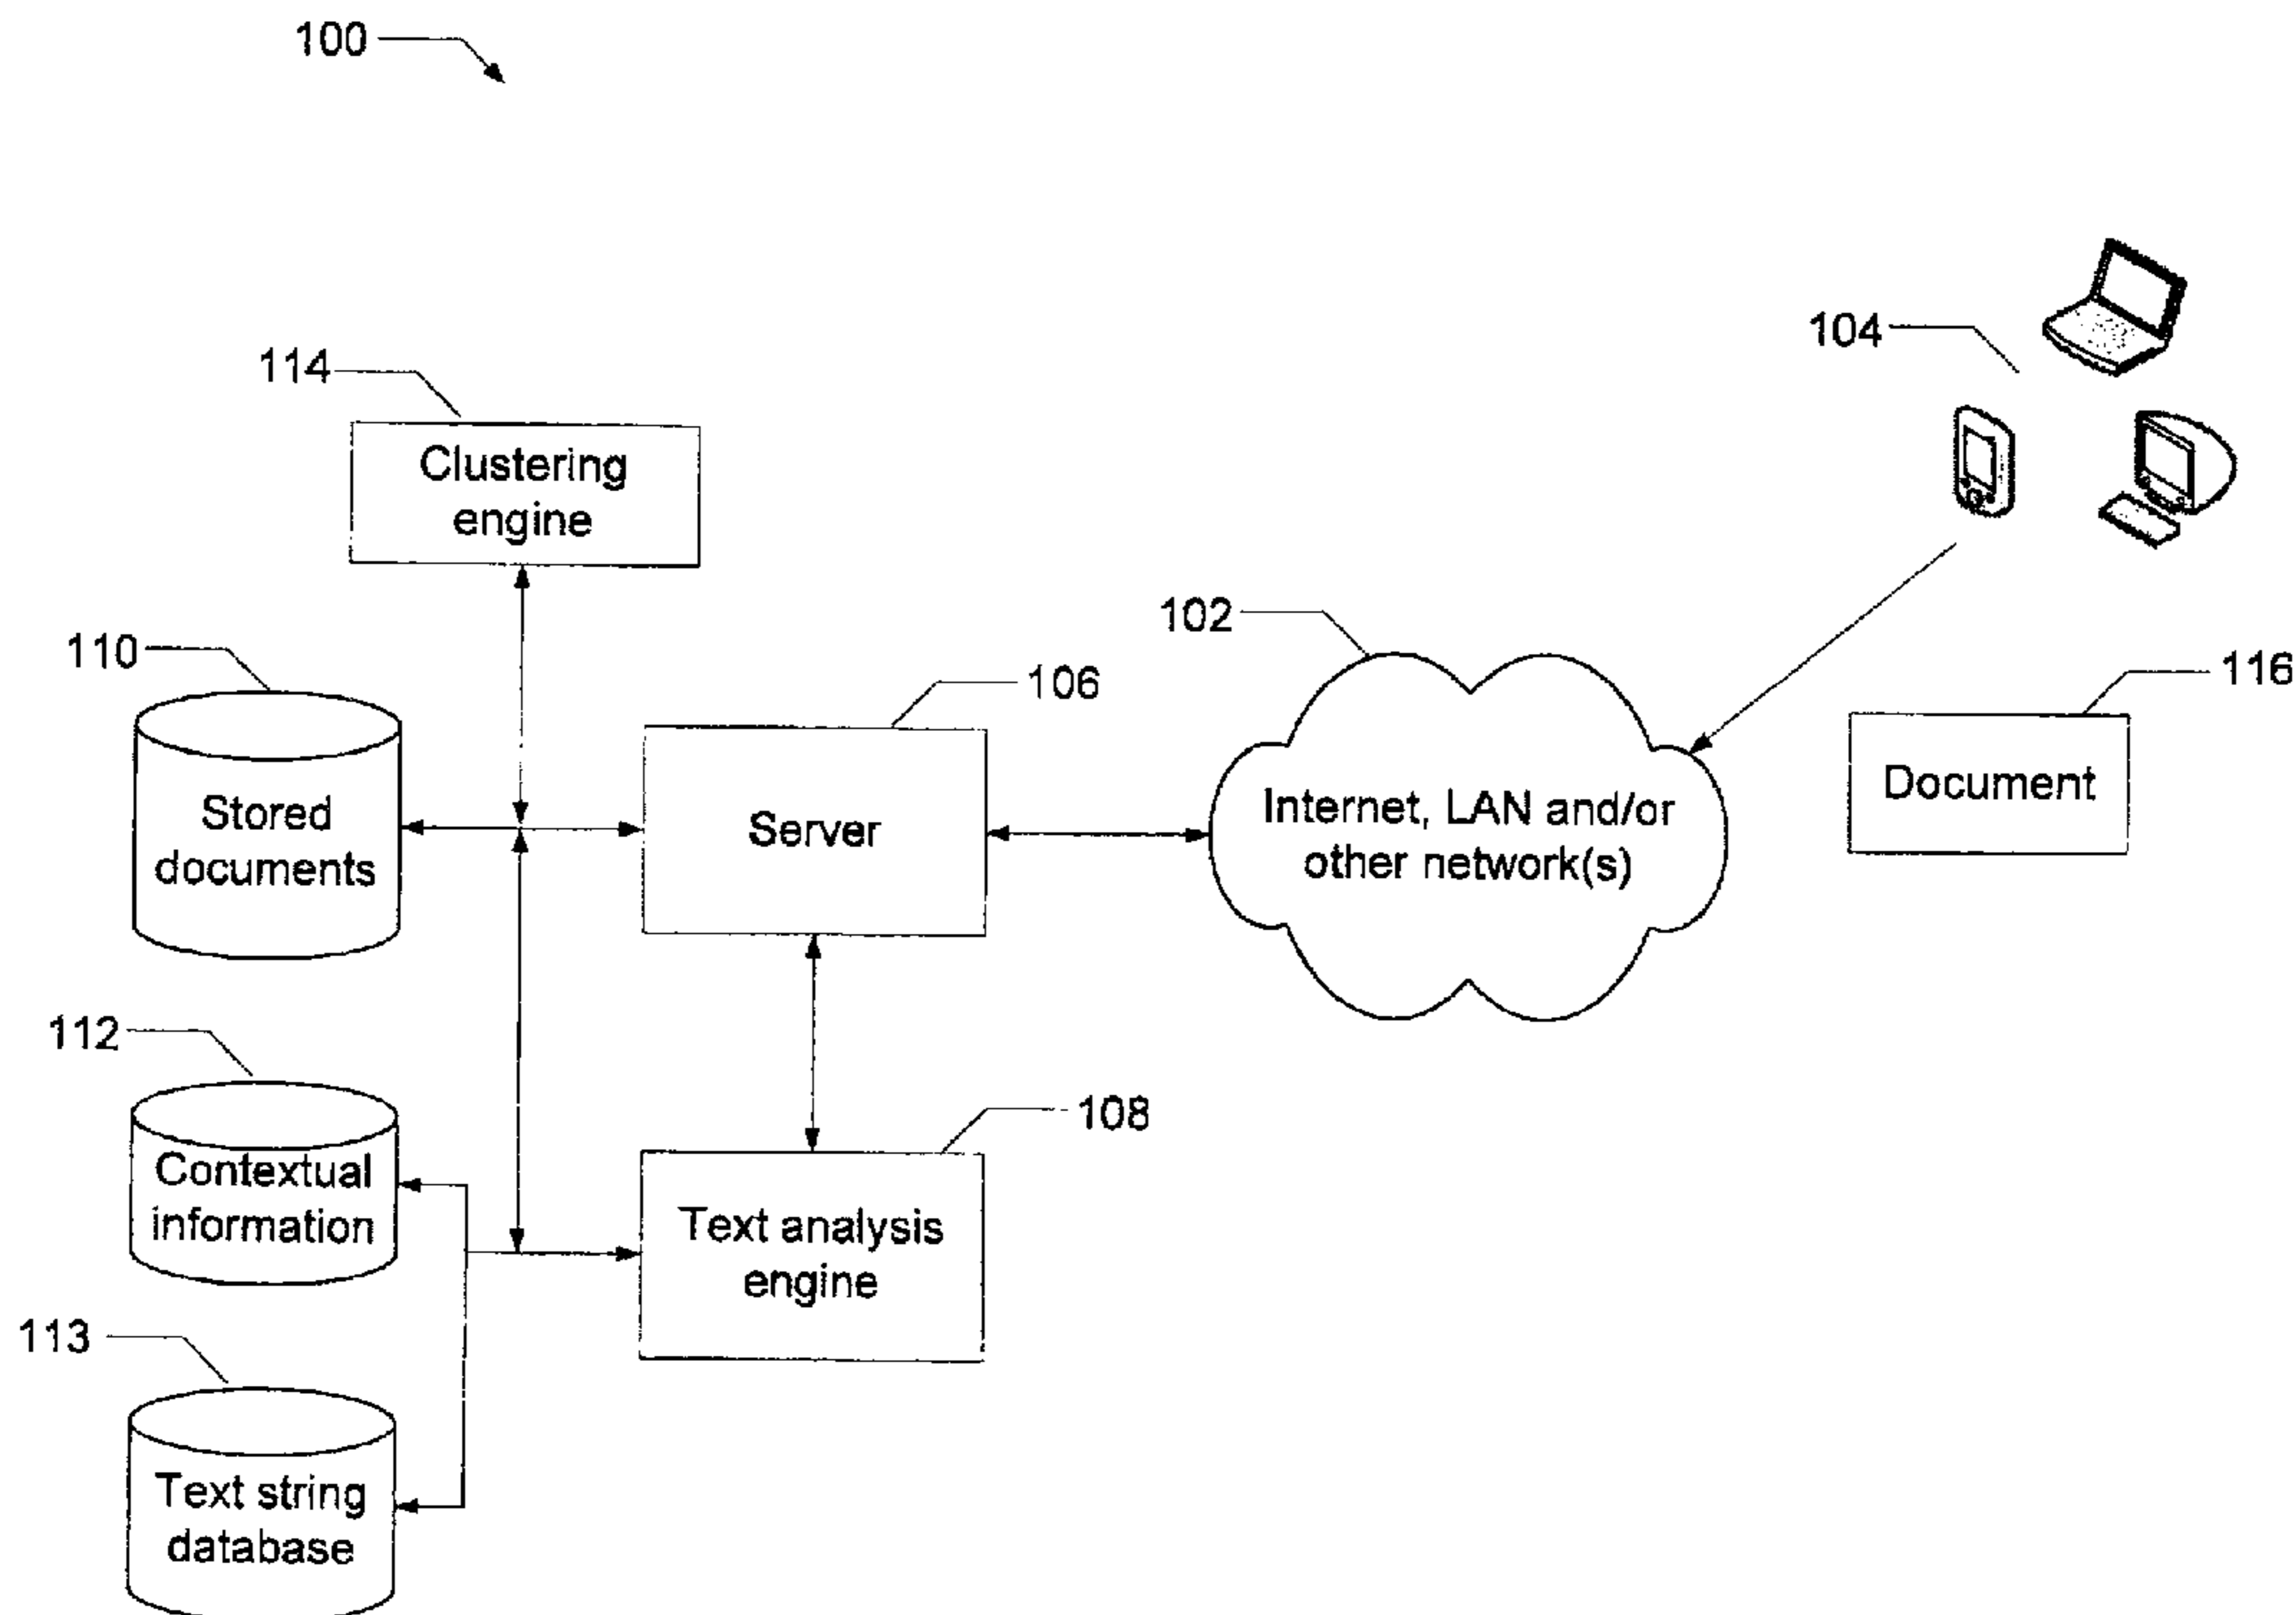 100
104
114
Clustering
engine
102
110
106
116
Stored
documents
Server
Internet, LAN and/or
other network(s)
Document
112
108
Contextual
information
Text analysis
engine
113
Text string
database